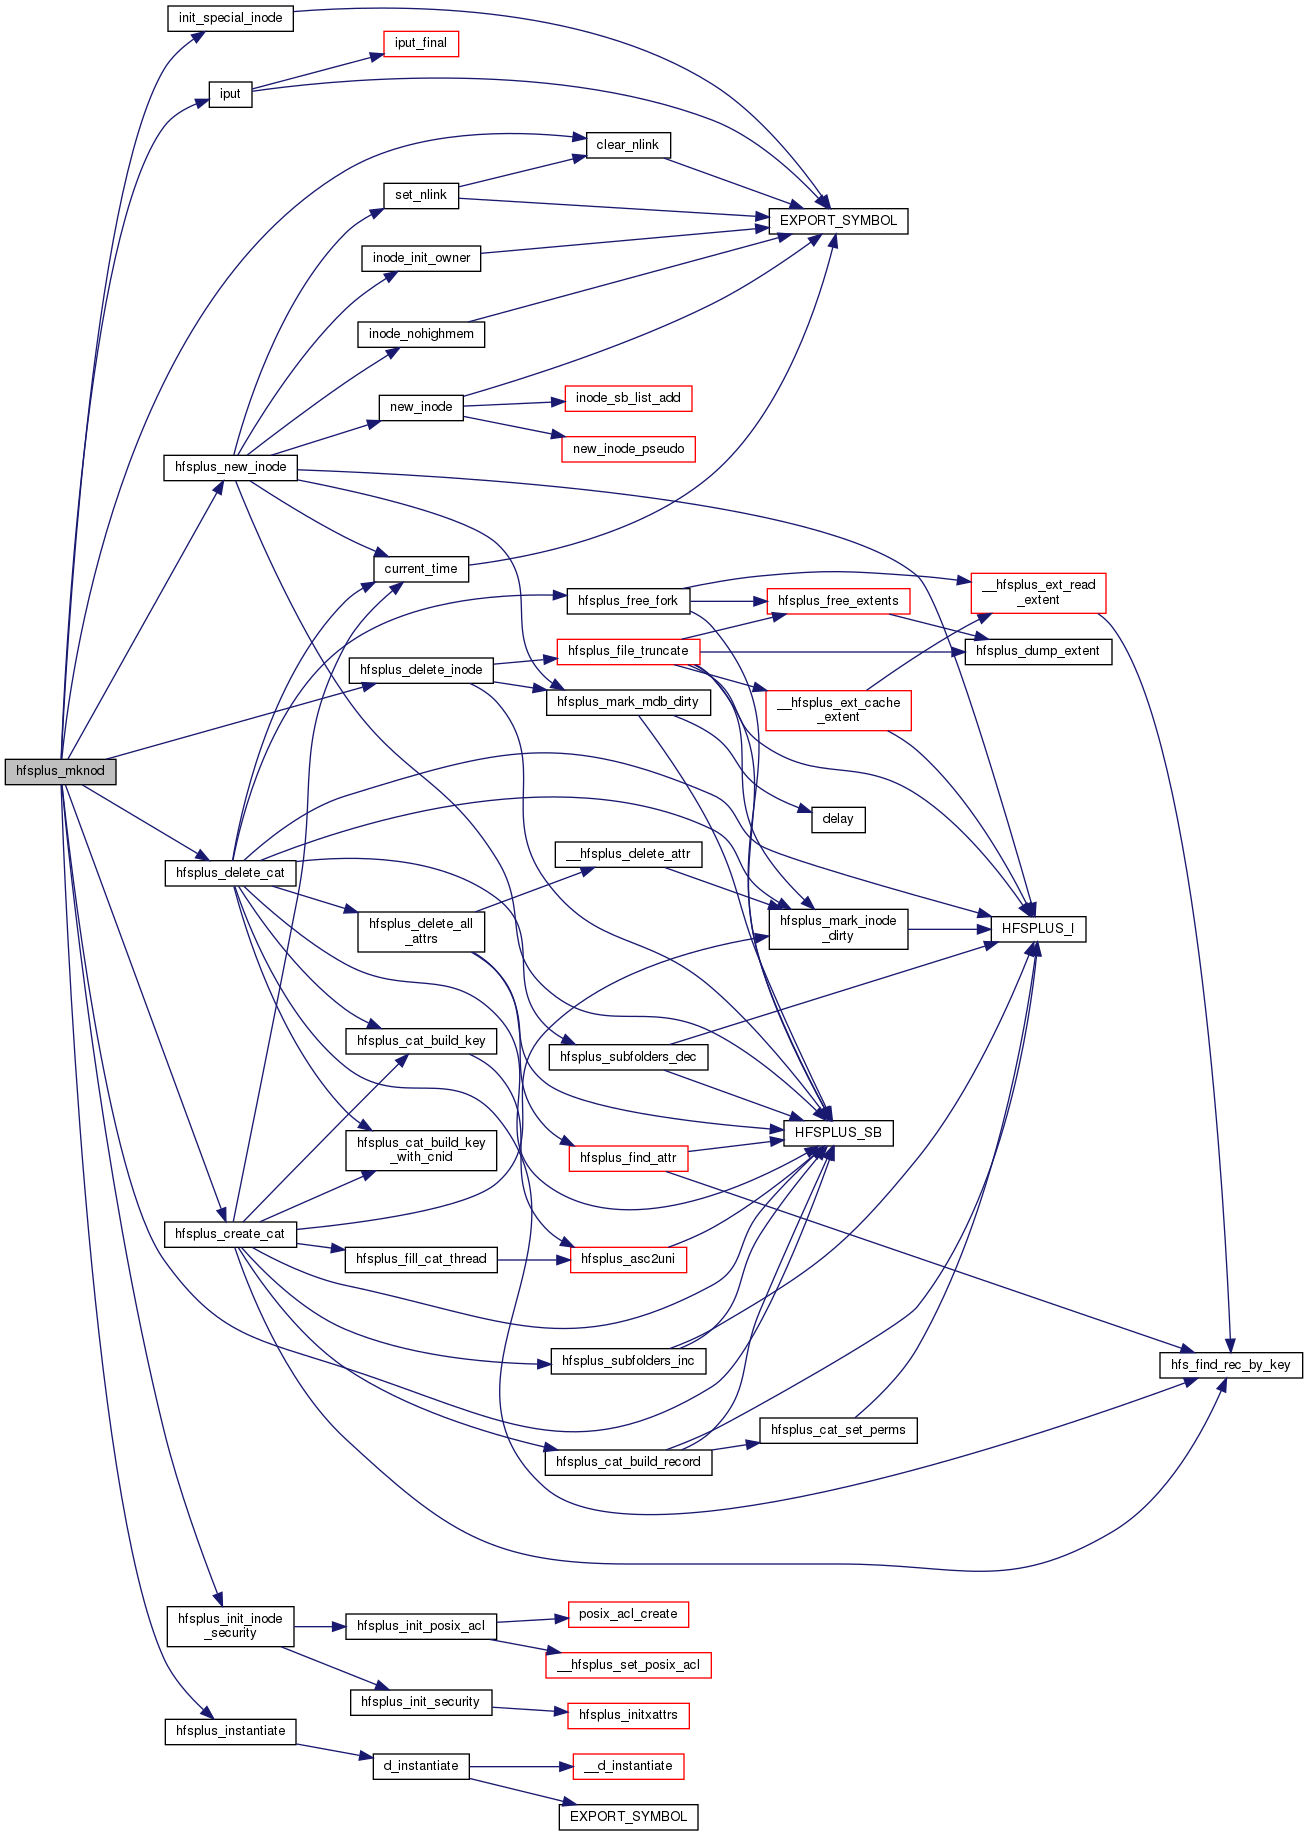 init_special_inode
iput_final
iput
clear_nlink
set_nlink
EXPORT_SYMBOL
inode_init_owner
inode_nohighmem
inode_sb_list_add
new_inode
new_inode_pseudo
hfsplus_new_inode
current_time
__hfsplus_ext_read
_extent
hfsplus_free_fork
hfsplus_free_extents
hfsplus_file_truncate
hfsplus_dump_extent
hfsplus_delete_inode
hfsplus_mark_mdb_dirty
__hfsplus_ext_cache
_extent
hfsplus_mknod
delay
__hfsplus_delete_attr
hfsplus_delete_cat
hfsplus_delete_all
_attrs
hfsplus_mark_inode
_dirty
HFSPLUS_I
hfsplus_cat_build_key
hfsplus_subfolders_dec
HFSPLUS_SB
hfsplus_cat_build_key
_with_cnid
hfsplus_find_attr
hfsplus_create_cat
hfsplus_fill_cat_thread
hfsplus_asc2uni
hfsplus_subfolders_inc
hfs_find_rec_by_key
hfsplus_cat_set_perms
hfsplus_cat_build_record
hfsplus_init_inode
_security
hfsplus_init_posix_acl
posix_acl_create
__hfsplus_set_posix_acl
hfsplus_init_security
hfsplus_initxattrs
hfsplus_instantiate
d_instantiate
__d_instantiate
EXPORT_SYMBOL